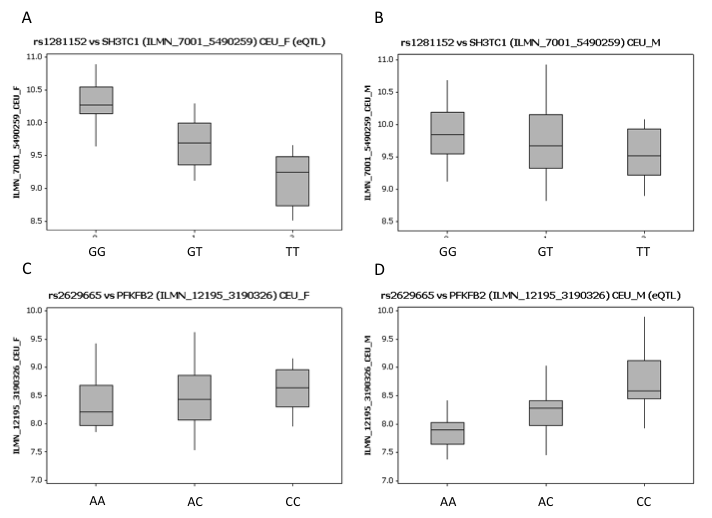 A
rs1281152 vs SH3TC1 (ILMN_7001_5490259) CEU_F (eQTL)
ILMN_7001_5490259_CEU_F
11.0
10.5
10.0
9.5
9.0
8.5
GG
GT
TT
B
rs1281152 vs SH3TC1 (ILMN_7001_5490259) CEU_M
ILMN_7001_5490259_CEU_M
11.0
10.5
10.0
9.5
9.0
8.5
GG
GT
TT
C
rs2629665 vs PFKFB2 (ILMN_12195_3190326) CEU_F
ILMN_12195_3190326_CEU_F
10.0
9.5
9.0
8.5
8.0
7.5
7.0
AA
AC
CC
D
rs2629665 vs PFKFB2 (ILMN_12195_3190326) CEU_M (eQTL)
ILMN_12195_3190326_CEU_M
10.0
9.5
9.0
8.5
8.0
7.5
7.0
AA
AC
CC